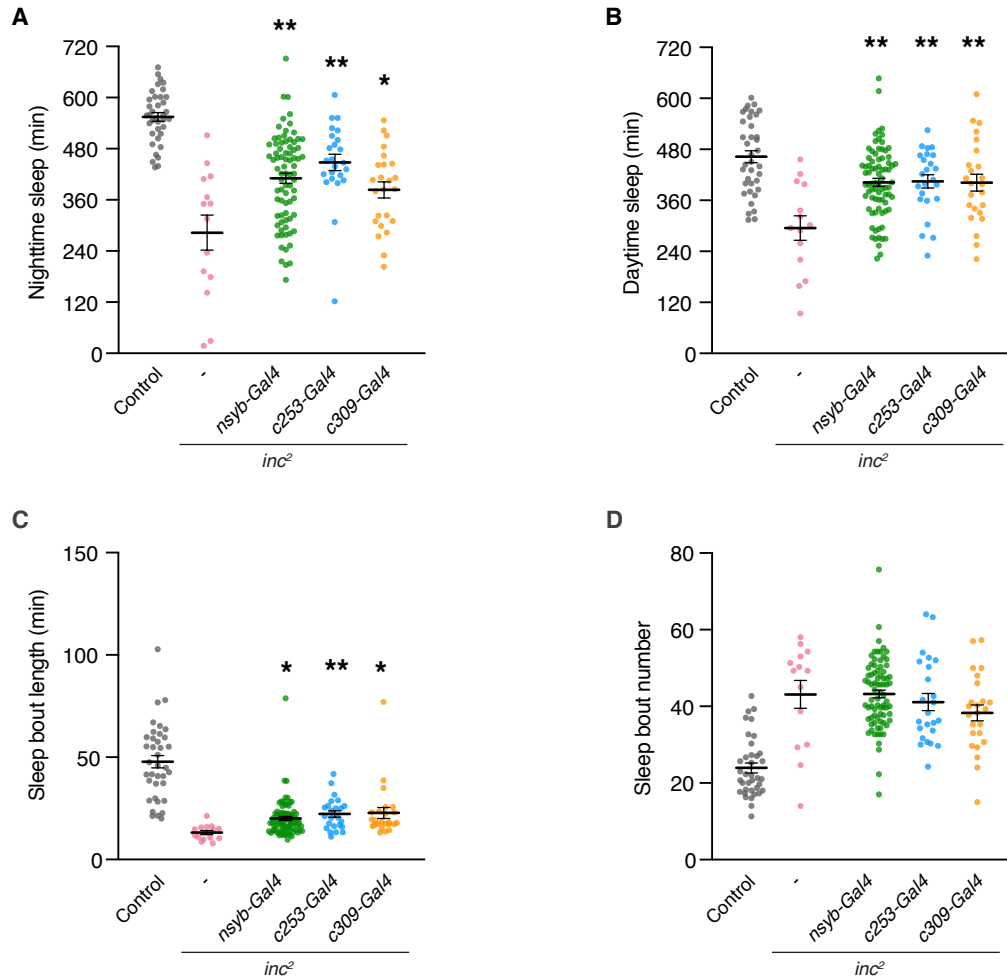 A
Nighttime sleep (min)
720
600
480
360
240
120
0
**
**
*
Control
-
nsyb-Gal4
c253-Gal4
c309-Gal4
inc²
B
Daytime sleep (min)
720
600
480
360
240
120
0
**
**
**
Control
-
nsyb-Gal4
c253-Gal4
c309-Gal4
inc²
C
Sleep bout length (min)
150
100
50
0
*
**
*
Control
-
nsyb-Gal4
c253-Gal4
c309-Gal4
inc²
D
Sleep bout number
80
60
40
20
0
Control
-
nsyb-Gal4
c253-Gal4
c309-Gal4
inc²